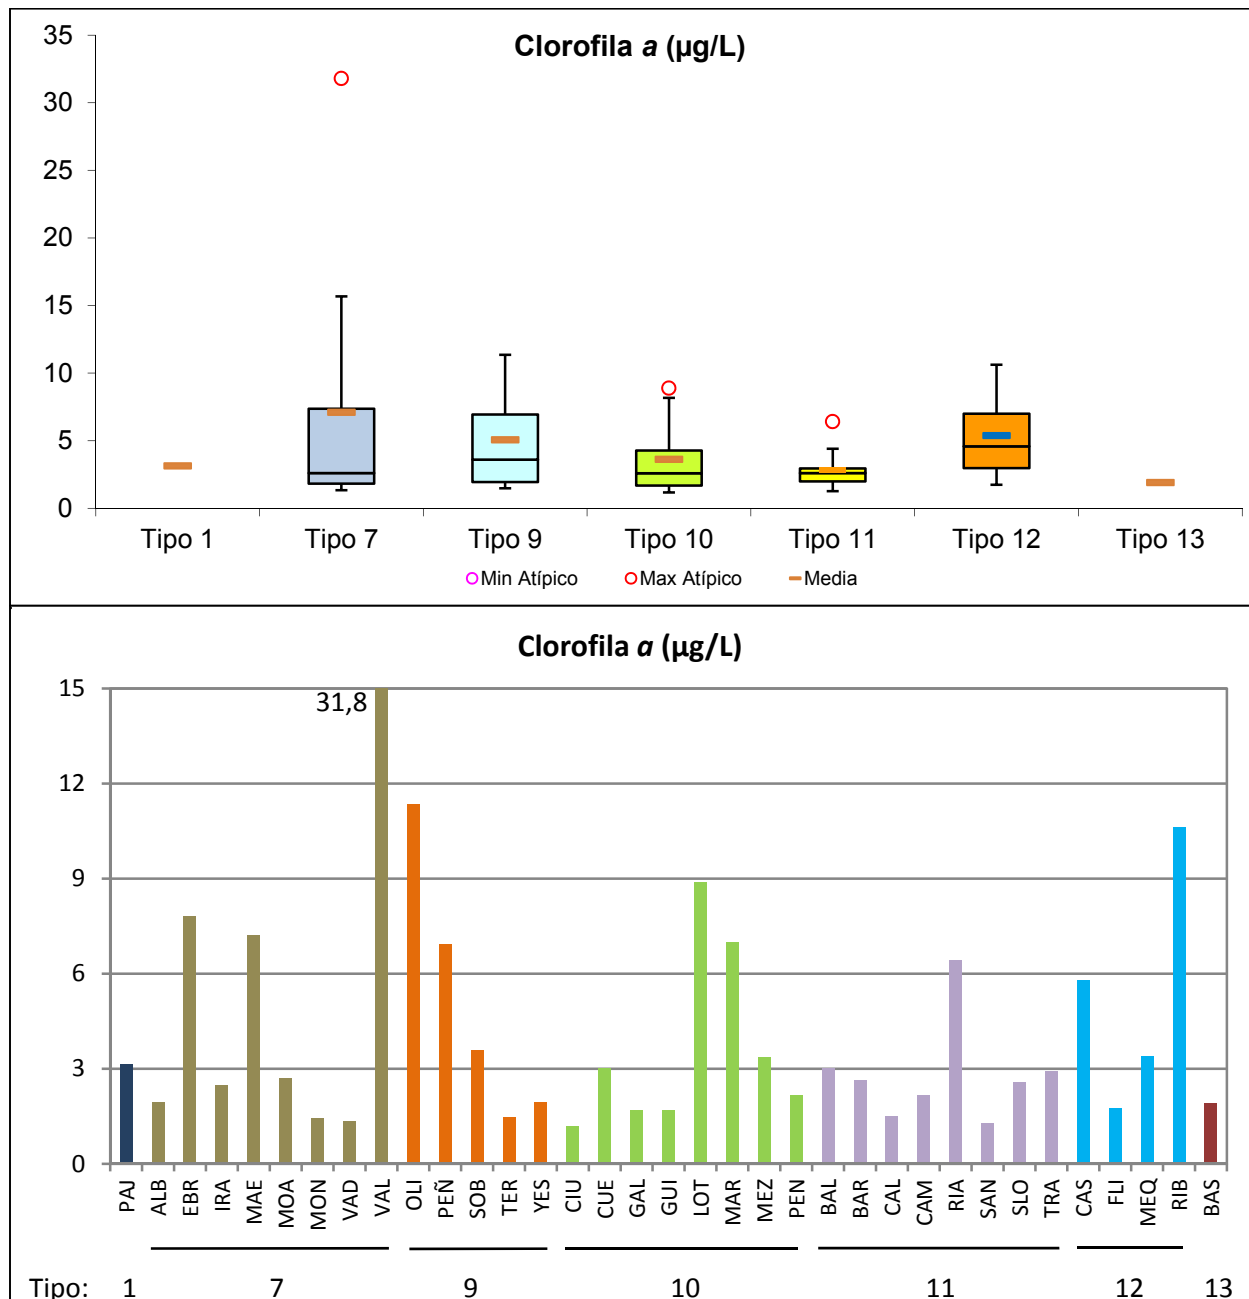 Clorofila a (µg/L)
35
30
25
20
15
10
5
0
Tipo 1 Tipo 7 Tipo 9 Tipo 10 Tipo 11 Tipo 12 Tipo 13
Min Atípico Max Atípico Media
Clorofila a (µg/L)
15
31,8
12
9
6
3
0
PAJ ALB EBR IRA MAE MOA MON VAD VAL OLI PEÑ SOB TER YES CIU CUE GAL GUI LOT MAR MEZ PEN BAL BAR CAL CAM RIA SAN SLO TRA CAS FLI MEQ RIB BAS
Tipo: 1 7 9 10 11 12 13